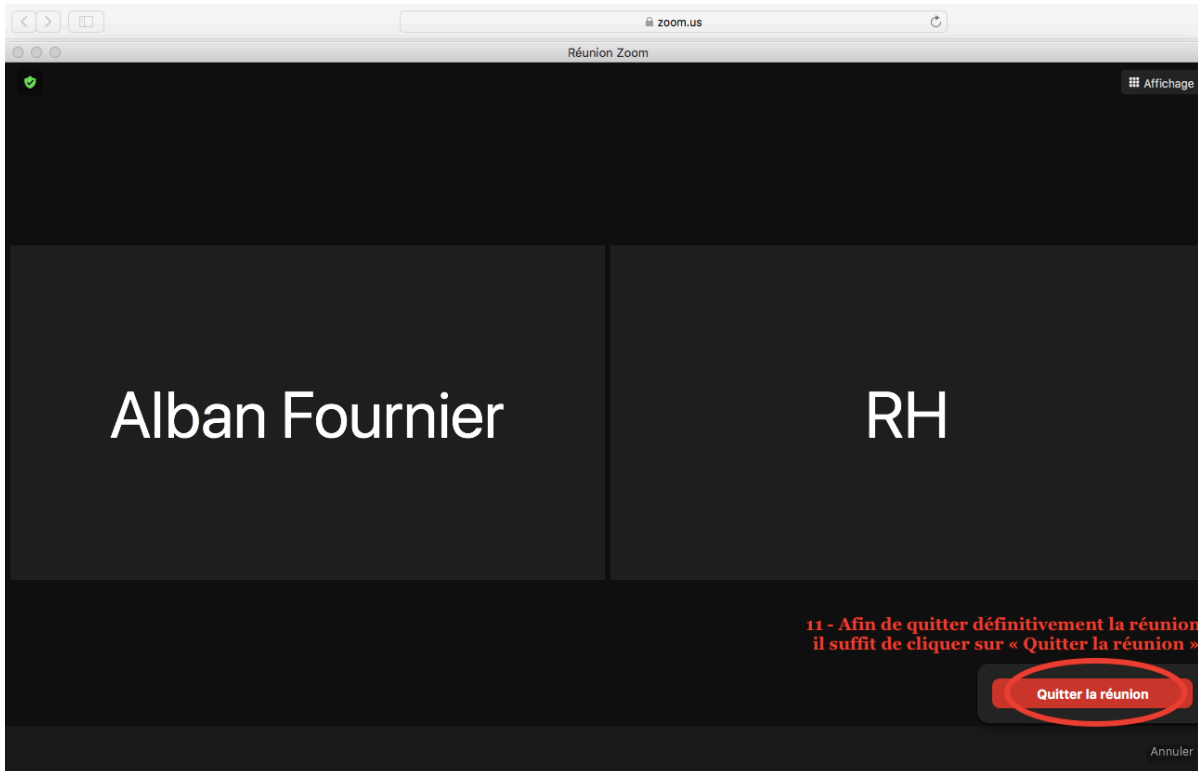 zoom.us
Réunion Zoom
Affichage
Alban Fournier
RH
11 - Afin de quitter définitivement la réunion
il suffit de cliquer sur « Quitter la réunion »
Quitter la réunion
Annuler